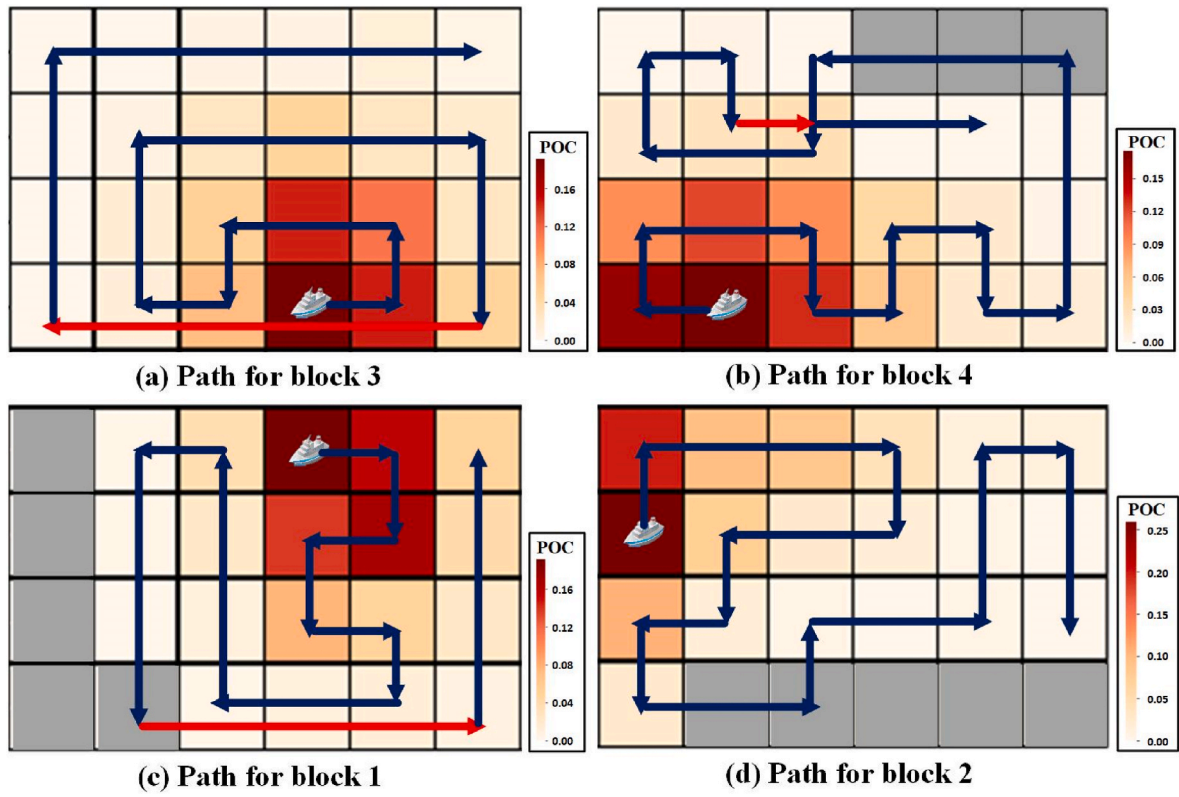 POC
0.16
0.12
0.08
0.04
0.00
(a) Path for block 3
POC
0.15
0.12
0.09
0.06
0.03
0.00
(b) Path for block 4
POC
0.16
0.12
0.08
0.04
0.00
(c) Path for block 1
POC
0.25
0.20
0.15
0.10
0.05
0.00
(d) Path for block 2